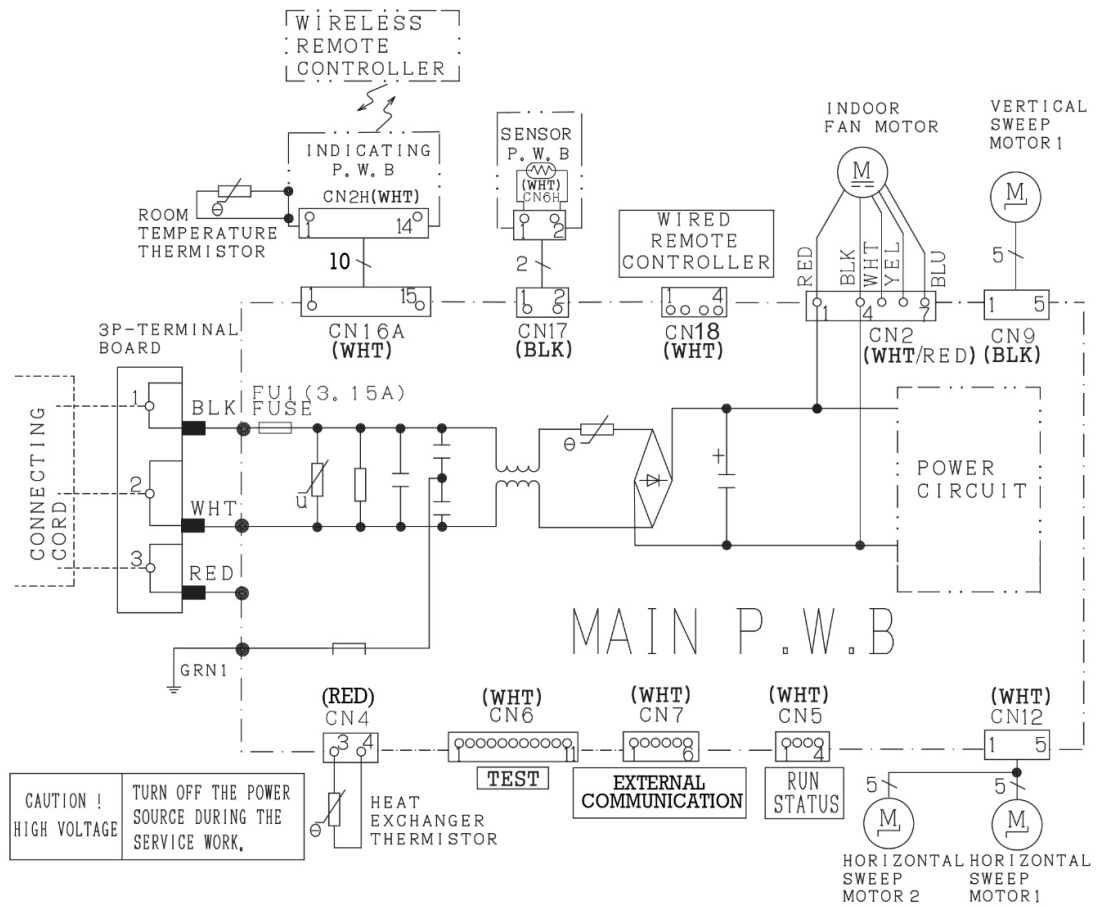 WIRELESS
REMOTE
CONTROLLER
INDICATING
P.W.B
CN2H(WHT)
1 14
ROOM
TEMPERATURE
THERMISTOR
θ
10
1 15
CN16A
(WHT)
SENSOR
P.W.B
(WHT)
CN6H
1 2
2
1 2
CN17
(BLK)
WIRED
REMOTE
CONTROLLER
1 4
CN18
(WHT)
INDOOR
FAN MOTOR
M
RED
BLK
WHT
YEL
BLU
1 4 7
CN2
(WHT/RED)
VERTICAL
SWEEP
MOTOR1
M
5
1 5
CN9
(BLK)
3P-TERMINAL
BOARD
CONNECTING
CORD
1
BLK
2
WHT
3
RED
GRN1
FU1(3.15A)
FUSE
u
θ
+
POWER
CIRCUIT
MAIN P.W.B
(RED)
CN4
3 4
θ
HEAT
EXCHANGER
THERMISTOR
(WHT)
CN6
1 11
TEST
(WHT)
CN7
1 6
EXTERNAL
COMMUNICATION
(WHT)
CN5
1 4
RUN
STATUS
(WHT)
CN12
1 5
5 5
M M
HORIZONTAL
SWEEP
MOTOR2
HORIZONTAL
SWEEP
MOTOR1
CAUTION !
HIGH VOLTAGE
TURN OFF THE POWER
SOURCE DURING THE
SERVICE WORK.